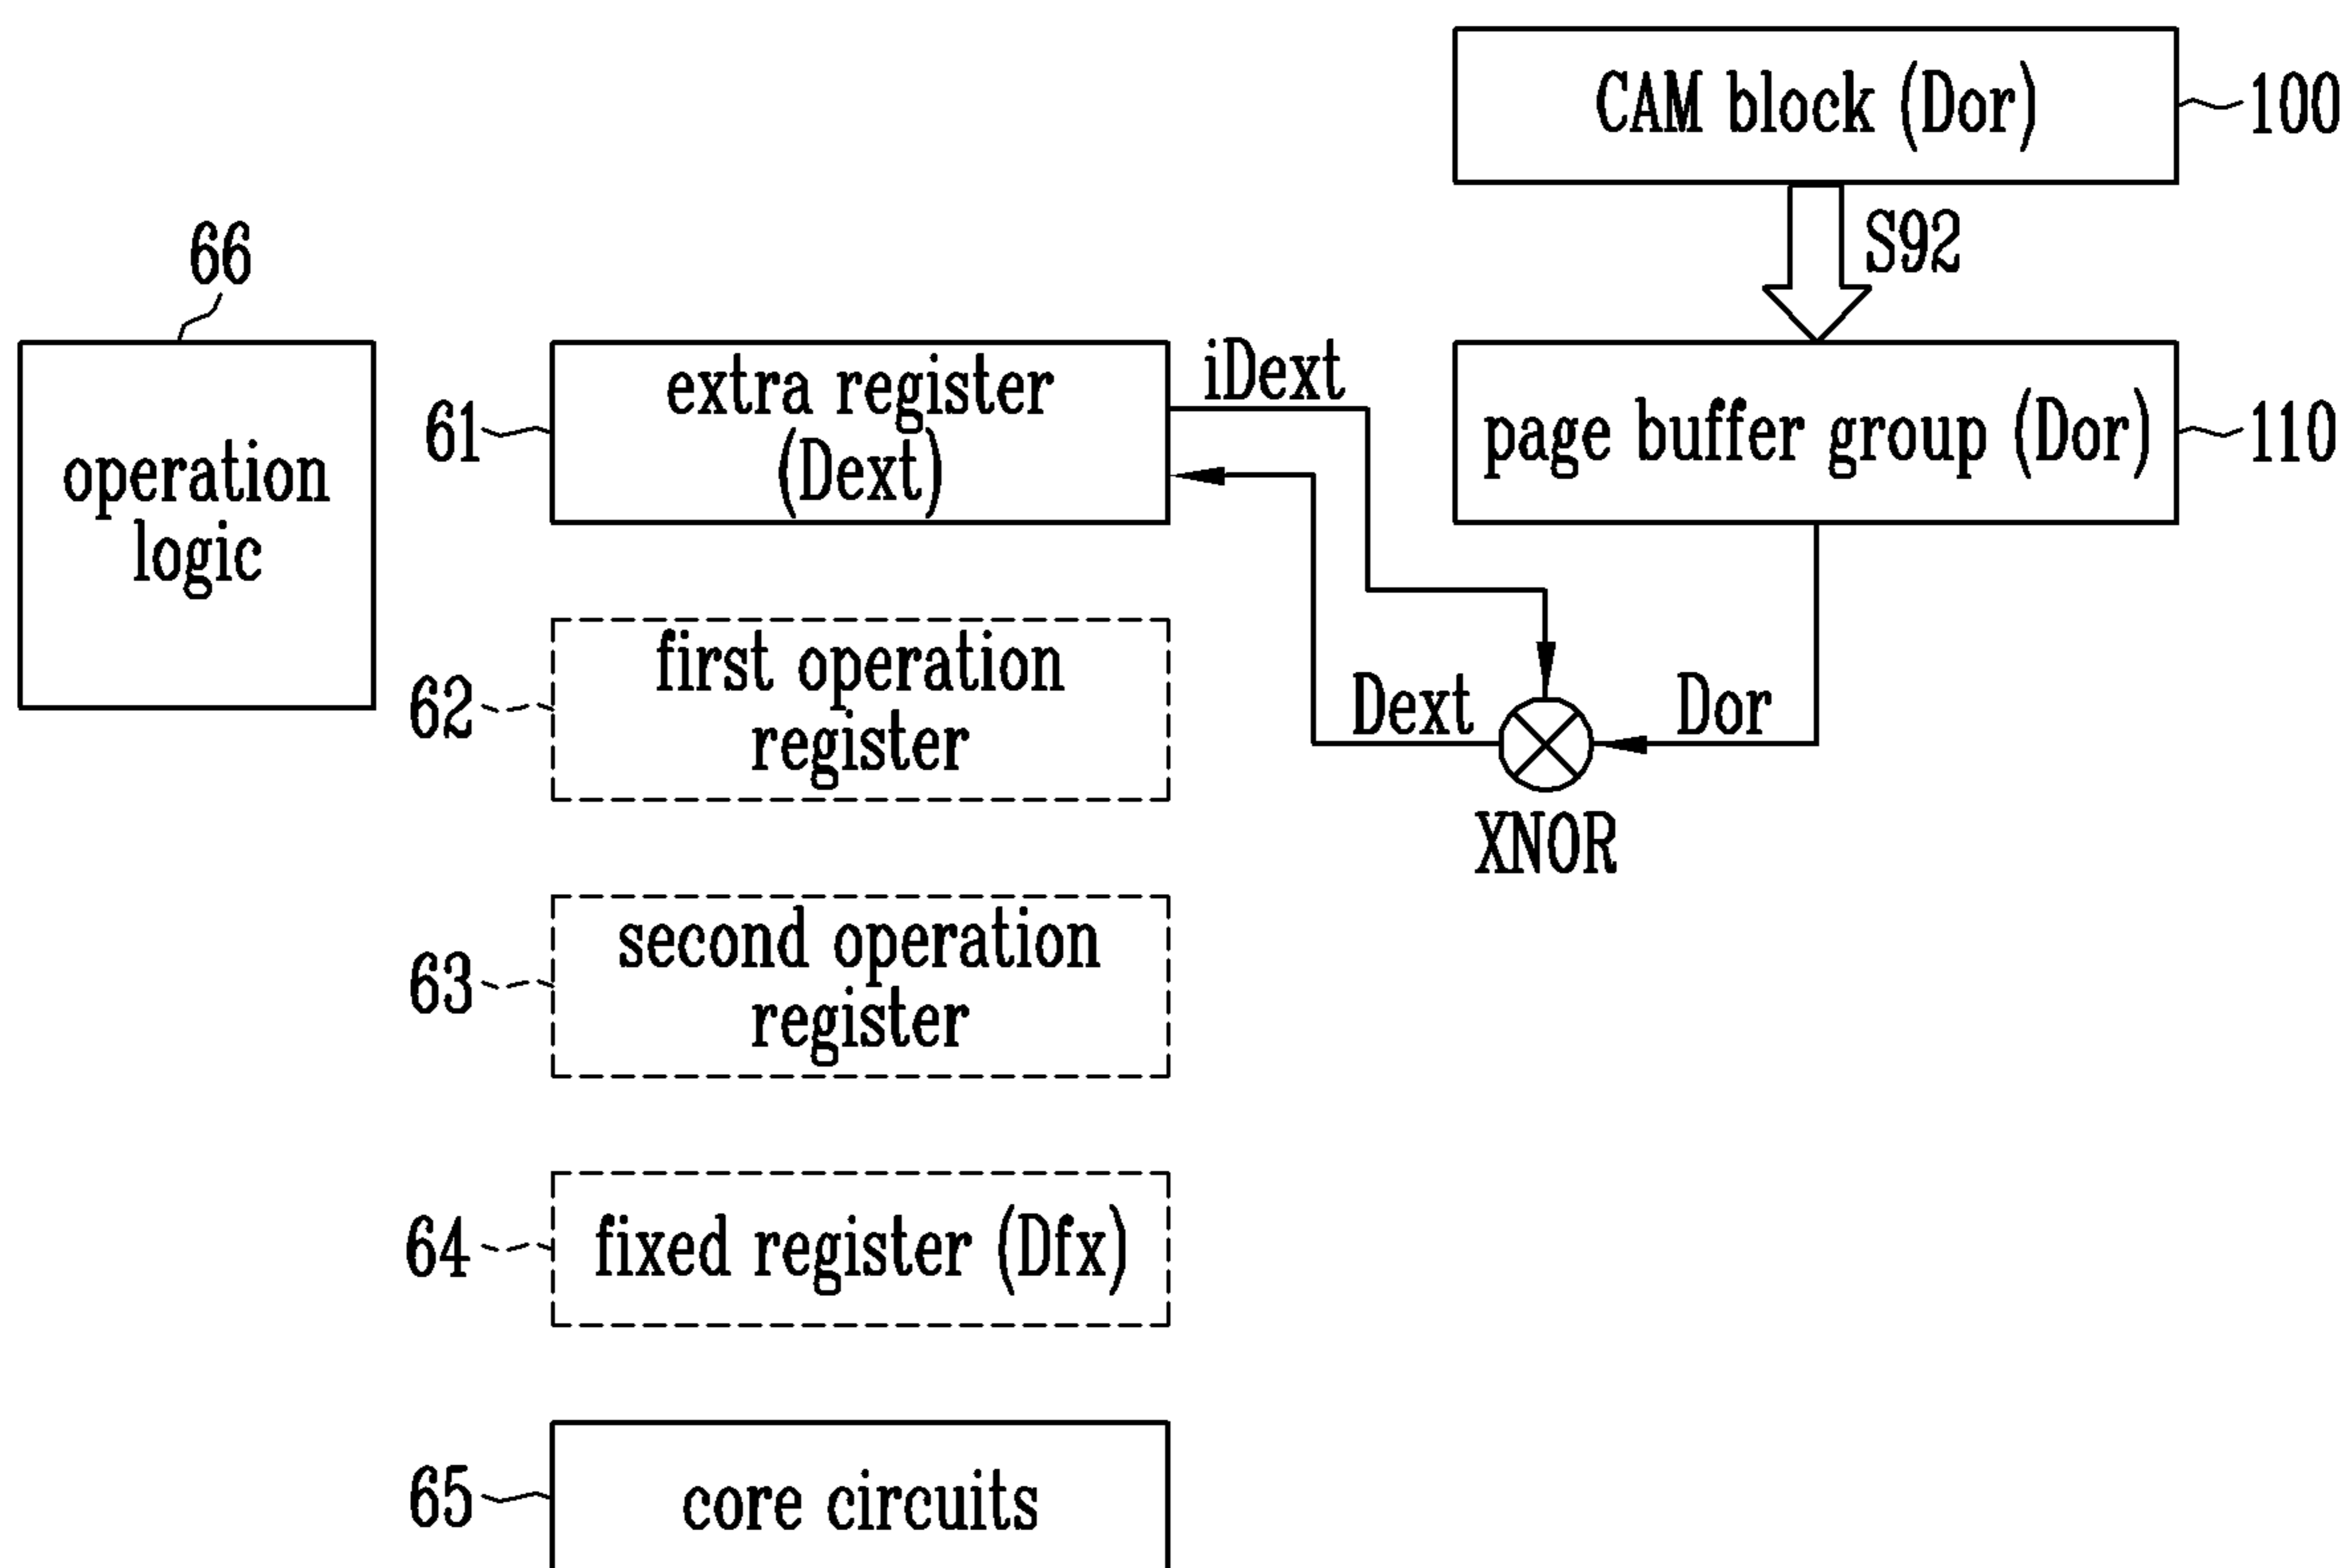 CAM block (Dor)
100
S92
66
operation
logic
61
extra register
(Dext)
iDext
page buffer group (Dor)
110
62
first operation
register
Dext
Dor
XNOR
63
second operation
register
64
fixed register (Dfx)
65
core circuits